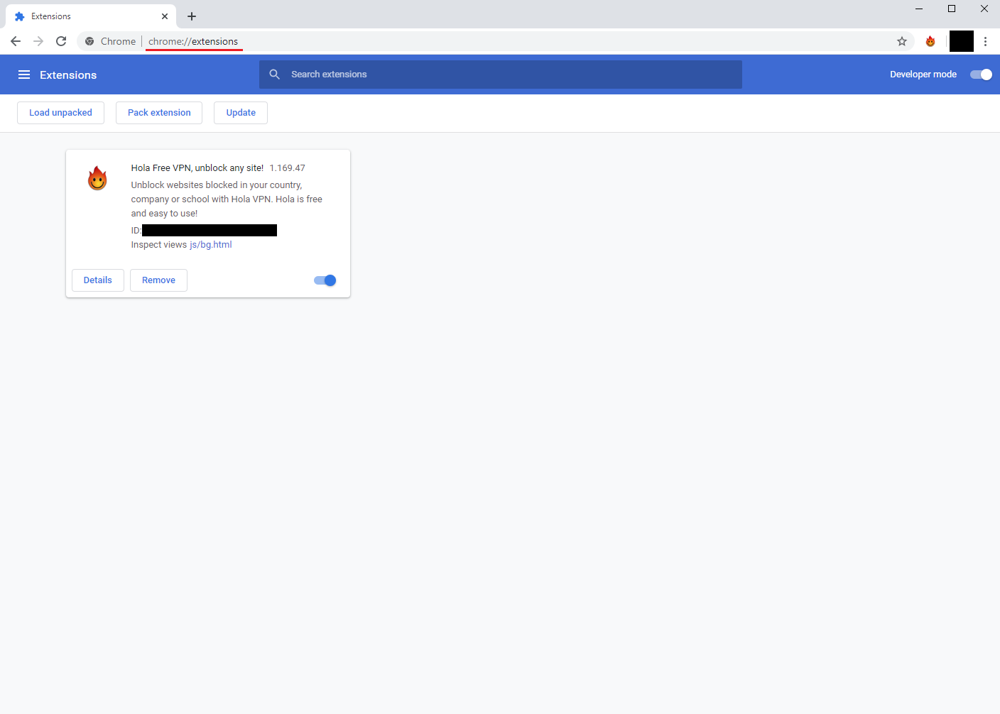 Extensions
Chrome
chrome://extensions
Extensions
Search extensions
Developer mode
Load unpacked
Pack extension
Update
Hola Free VPN, unblock any site! 1.169.47
Unblock websites blocked in your country,
company or school with Hola VPN. Hola is free
and easy to use!
ID:
Inspect views js/bg.html
Details
Remove